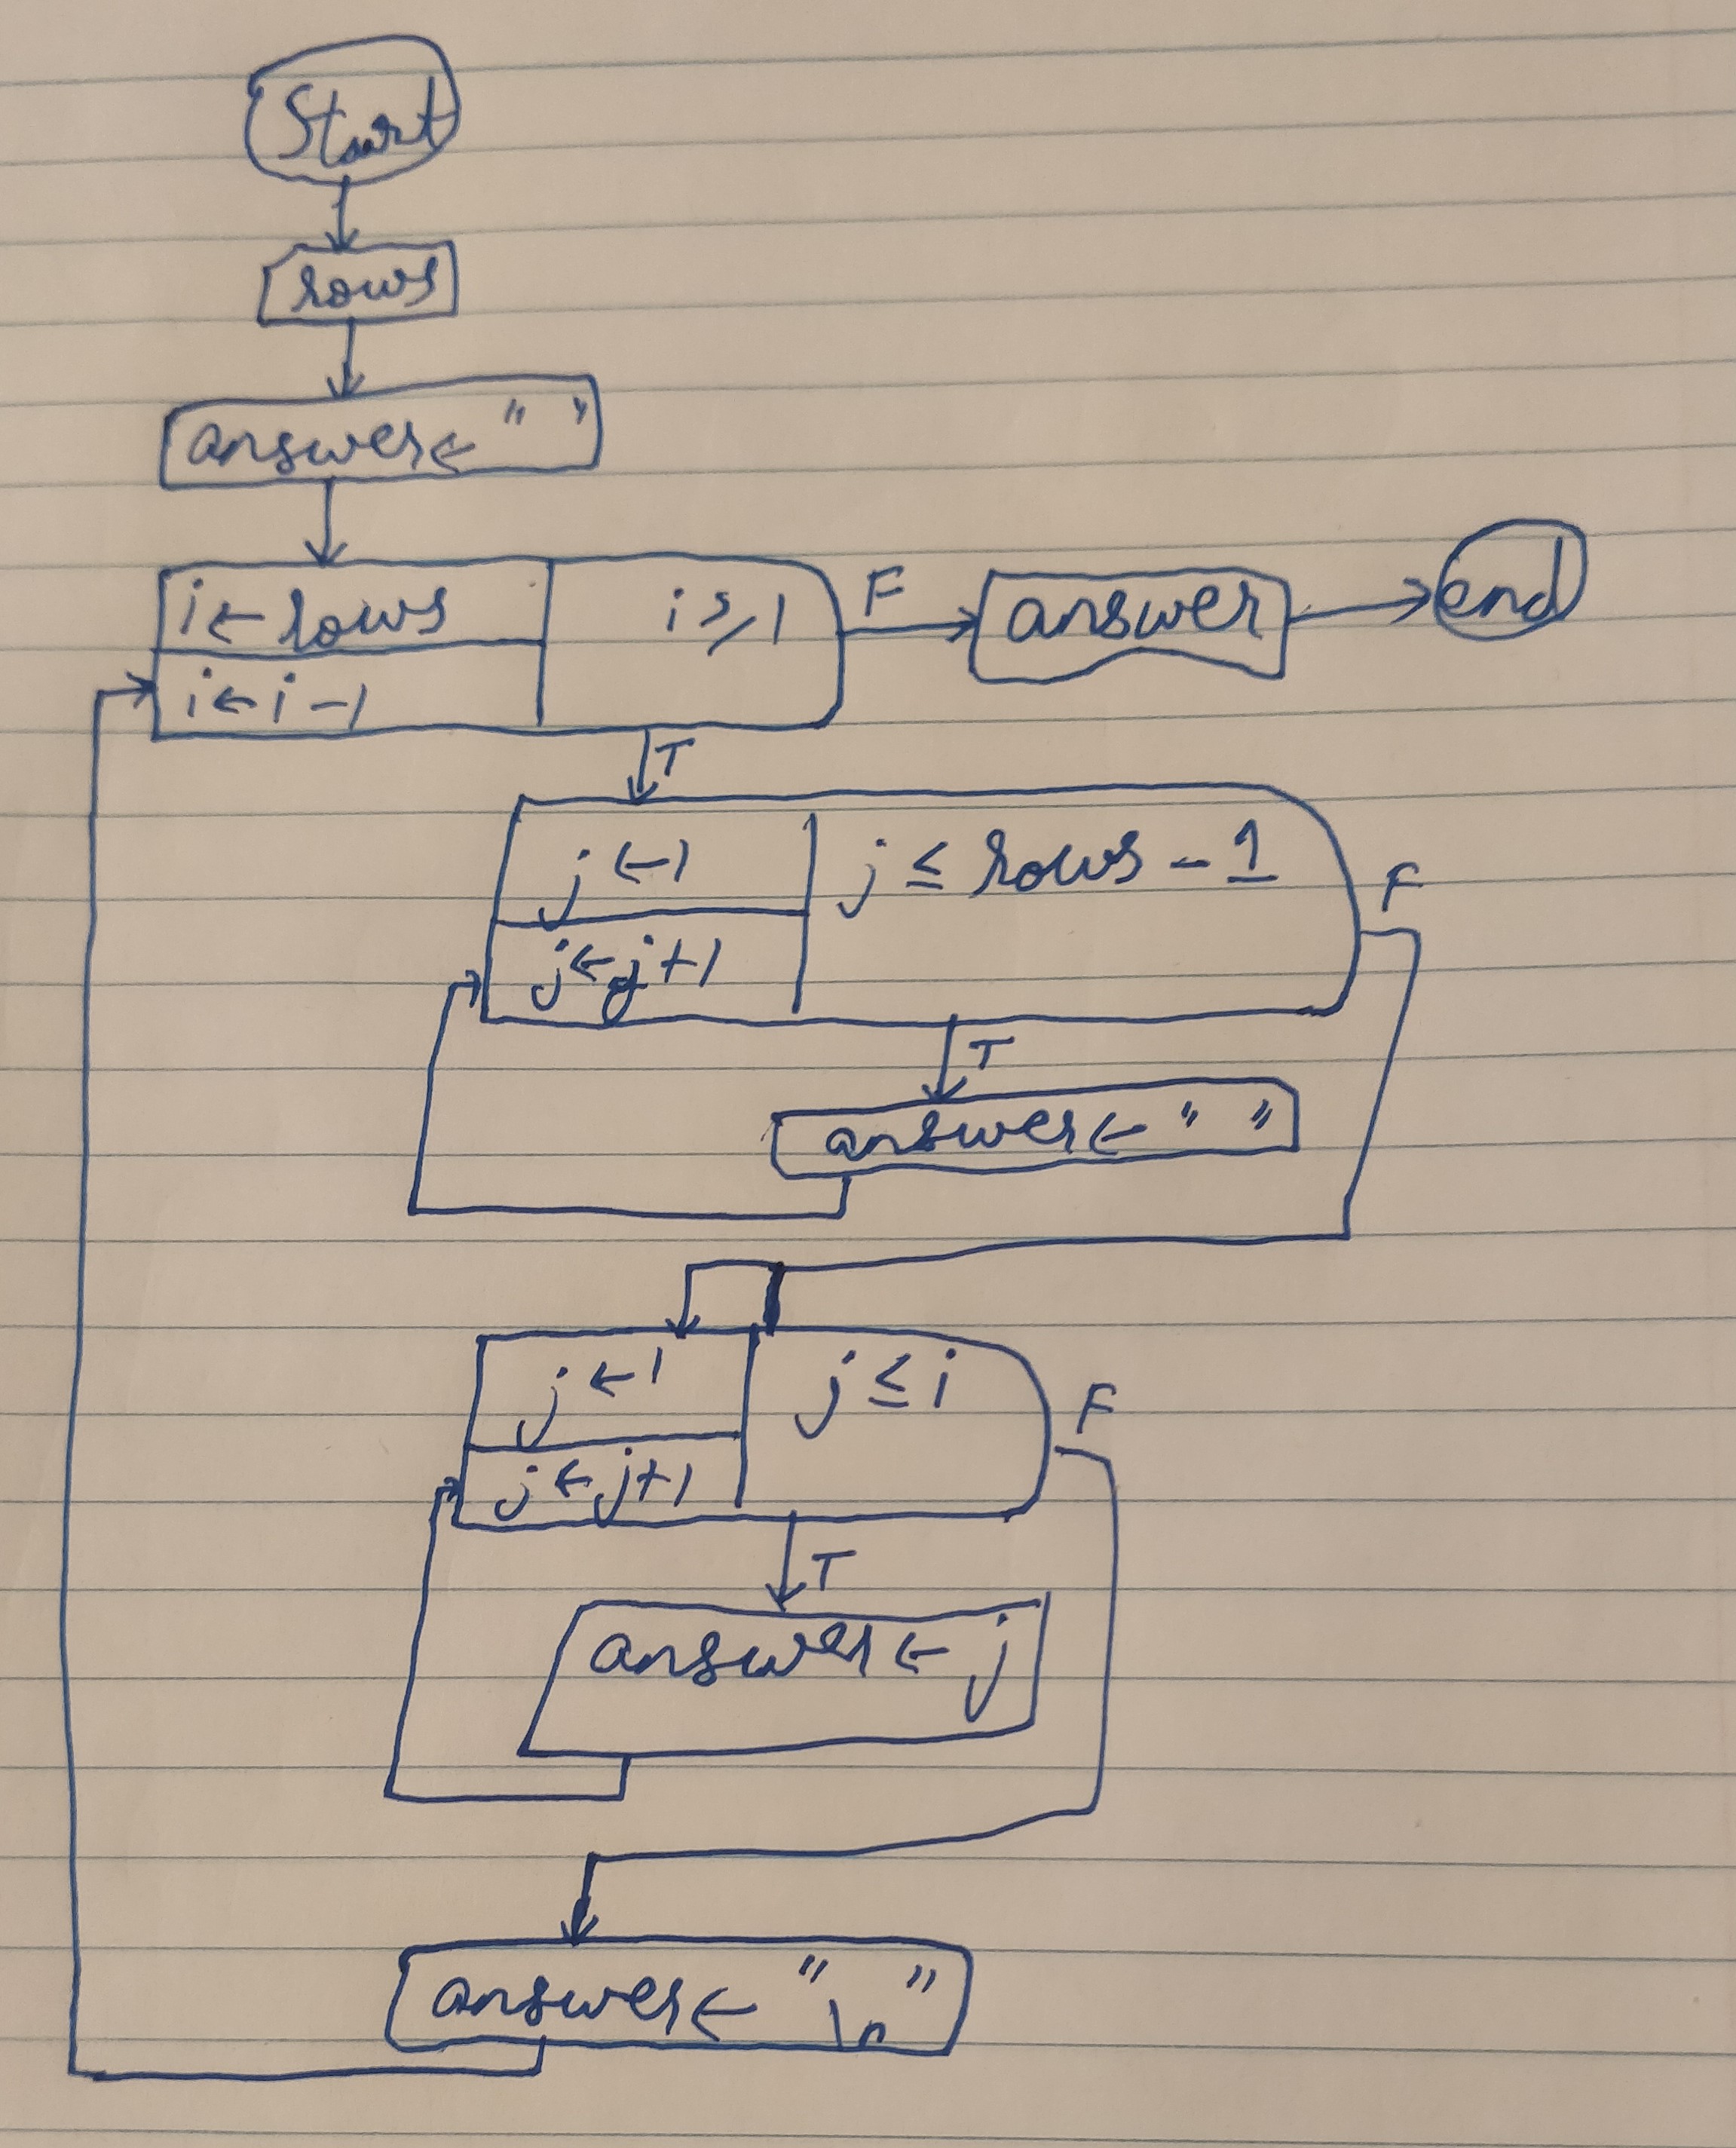 Start
rows
answer ← " "
i ← rows
i ≥ 1
F
answer
end
i ← i - 1
T
j ← 1
j ≤ rows - 1
F
j ← j + 1
T
answer ← " "
j ← 1
j ≤ i
F
j ← j + 1
T
answer ← j
answer ← "\n"